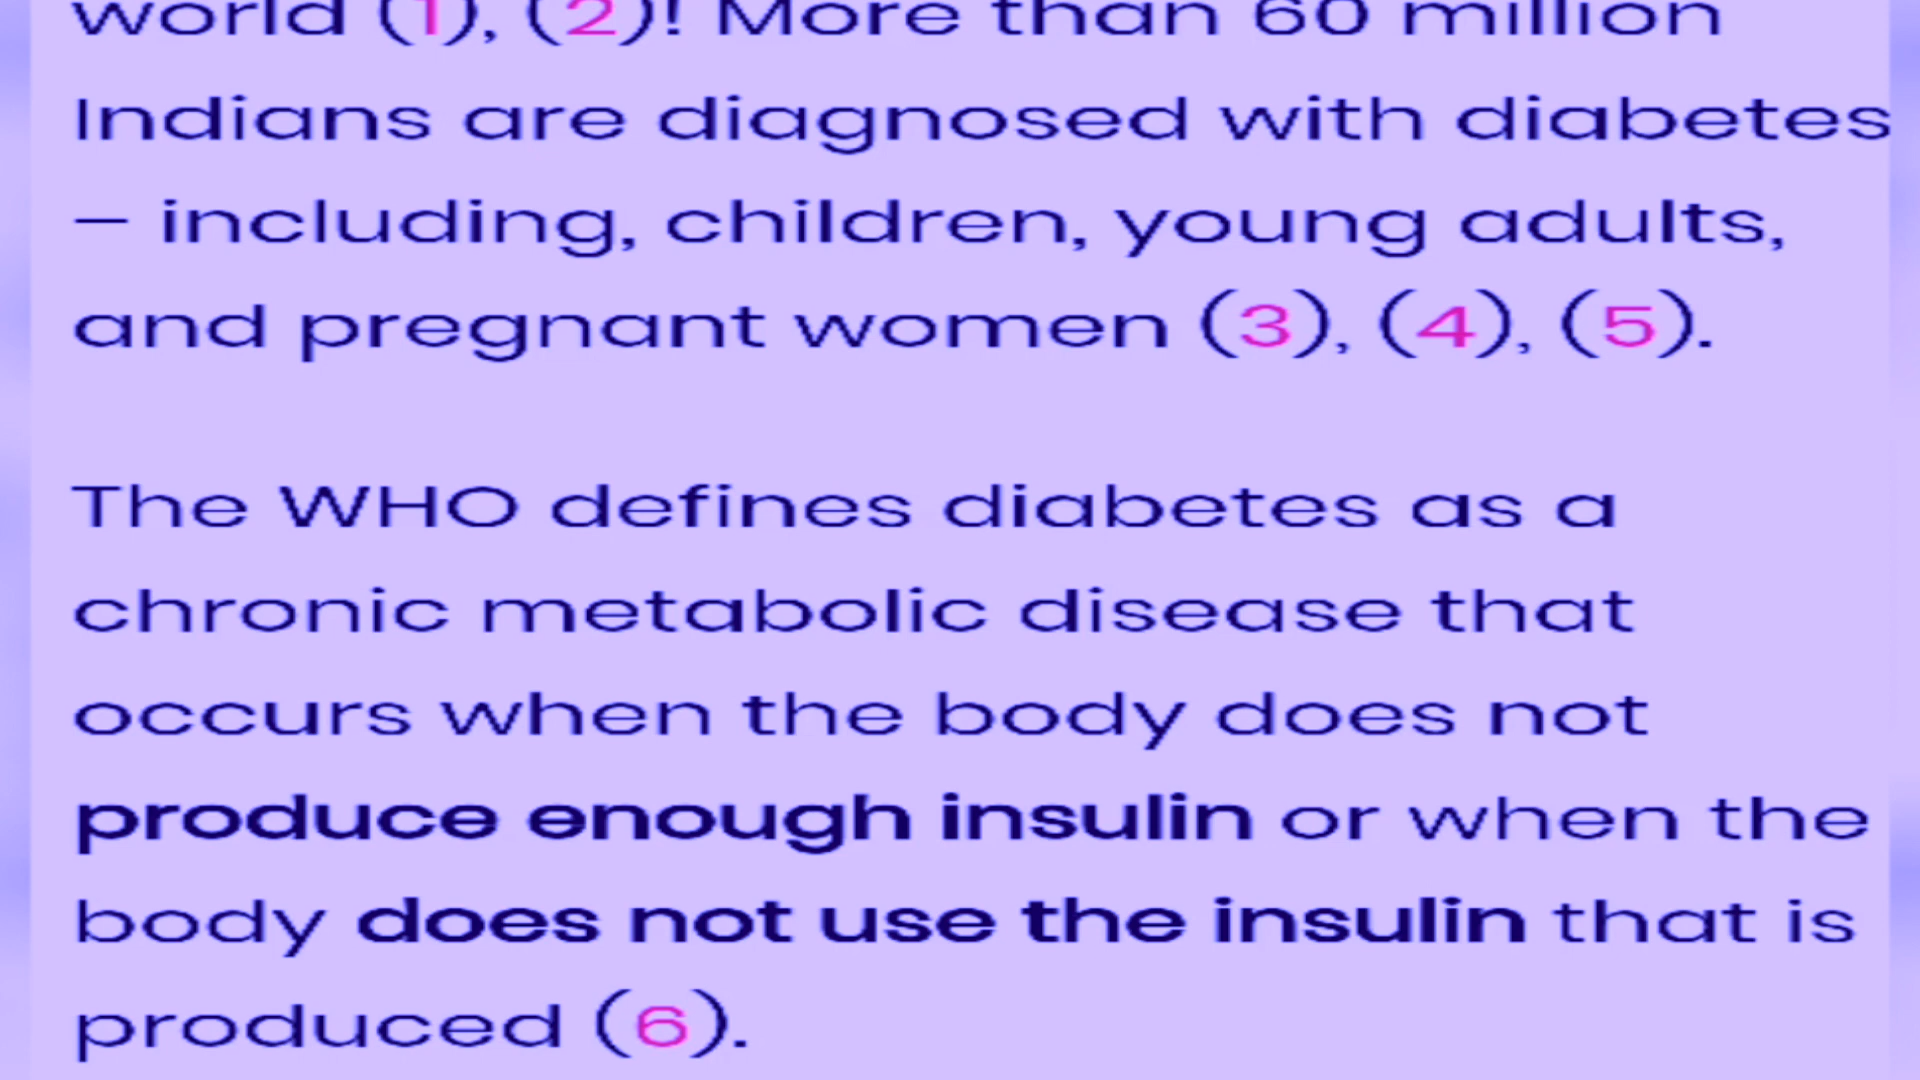 world (1), (2)! More than 60 million
Indians are diagnosed with diabetes
– including, children, young adults,
and pregnant women (3), (4), (5).
The WHO defines diabetes as a
chronic metabolic disease that
occurs when the body does not
produce enough insulin or when the
body does not use the insulin that is
produced (6).